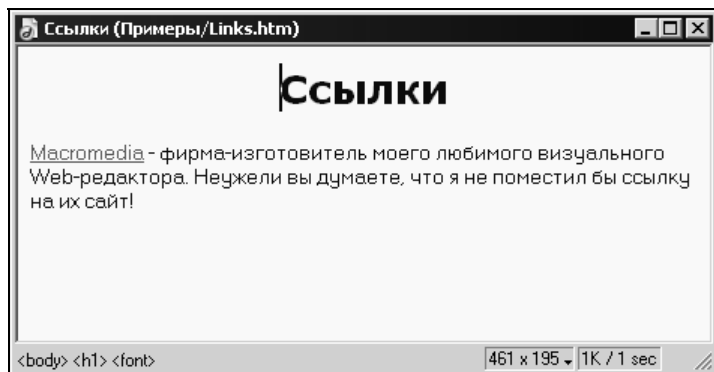 Ссылки (Примеры/Links.htm)
Ссылки
Macromedia - фирма-изготовитель моего любимого визуального
Web-редактора. Неужели вы думаете, что я не поместил бы ссылку
на их сайт!
<body> <h1> <font> 461 x 195 1K / 1 sec